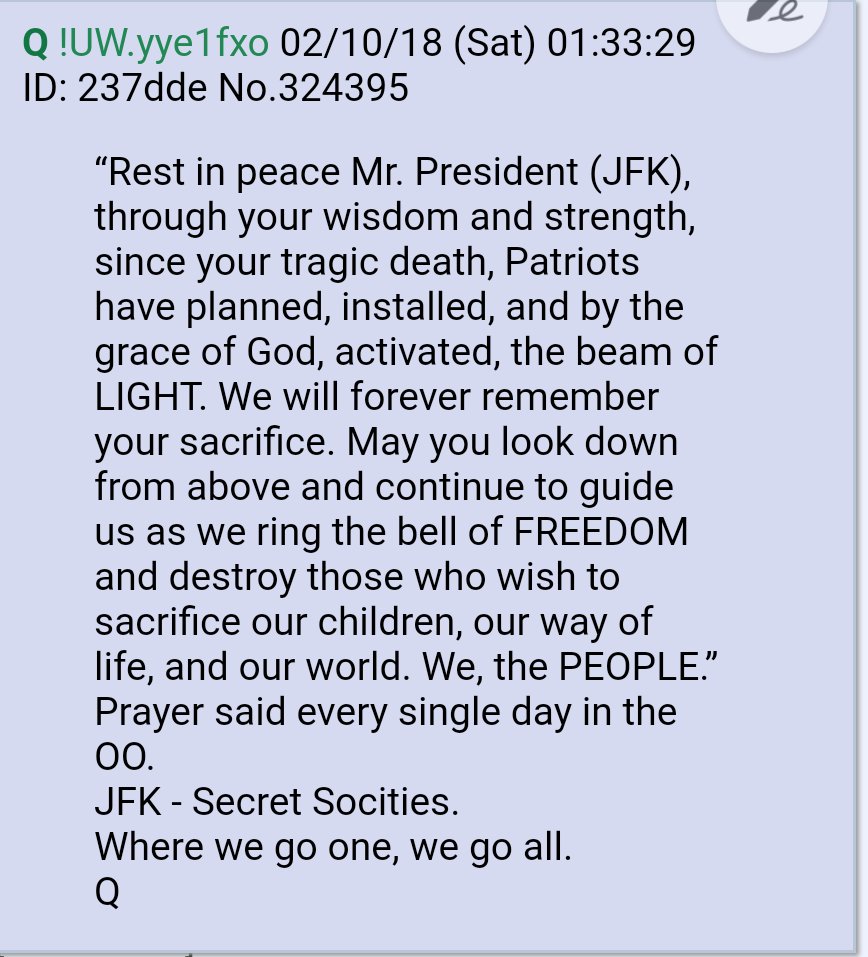 Q !UW.yye1fxo 02/10/18 (Sat) 01:33:29
ID: 237dde No.324395
“Rest in peace Mr. President (JFK),
through your wisdom and strength,
since your tragic death, Patriots
have planned, installed, and by the
grace of God, activated, the beam of
LIGHT. We will forever remember
your sacrifice. May you look down
from above and continue to guide
us as we ring the bell of FREEDOM
and destroy those who wish to
sacrifice our children, our way of
life, and our world. We, the PEOPLE.”
Prayer said every single day in the
OO.
JFK - Secret Socities.
Where we go one, we go all.
Q